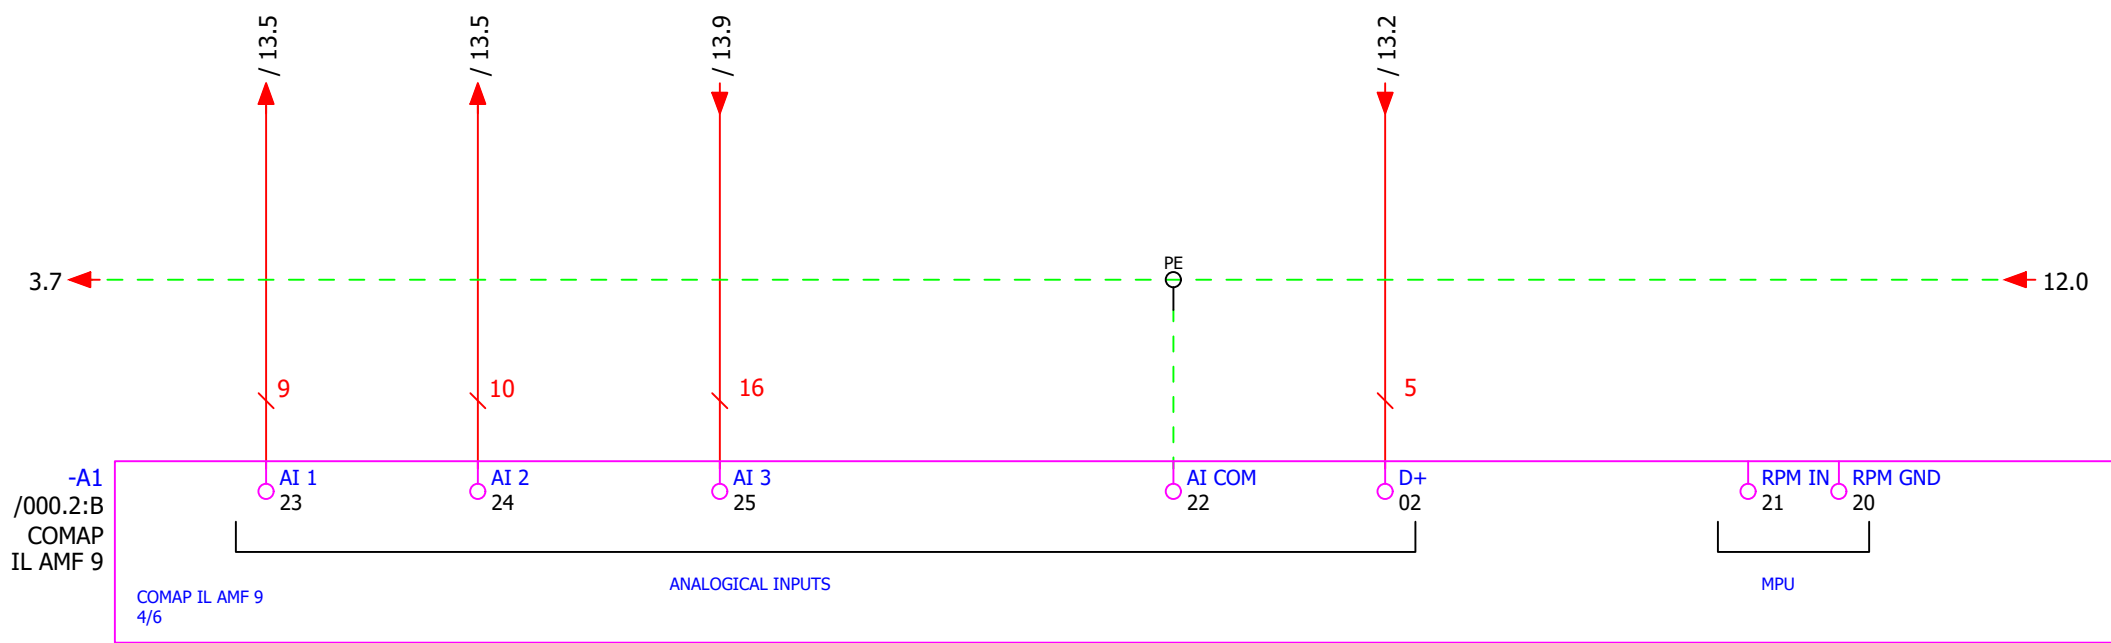 / 13.5
/ 13.5
/ 13.9
/ 13.2
PE
3.7
12.0
9
10
16
5
-A1
/000.2:B
COMAP
IL AMF 9
AI 1
23
AI 2
24
AI 3
25
AI COM
22
D+
02
RPM IN
21
RPM GND
20
ANALOGICAL INPUTS
MPU
COMAP IL AMF 9
4/6